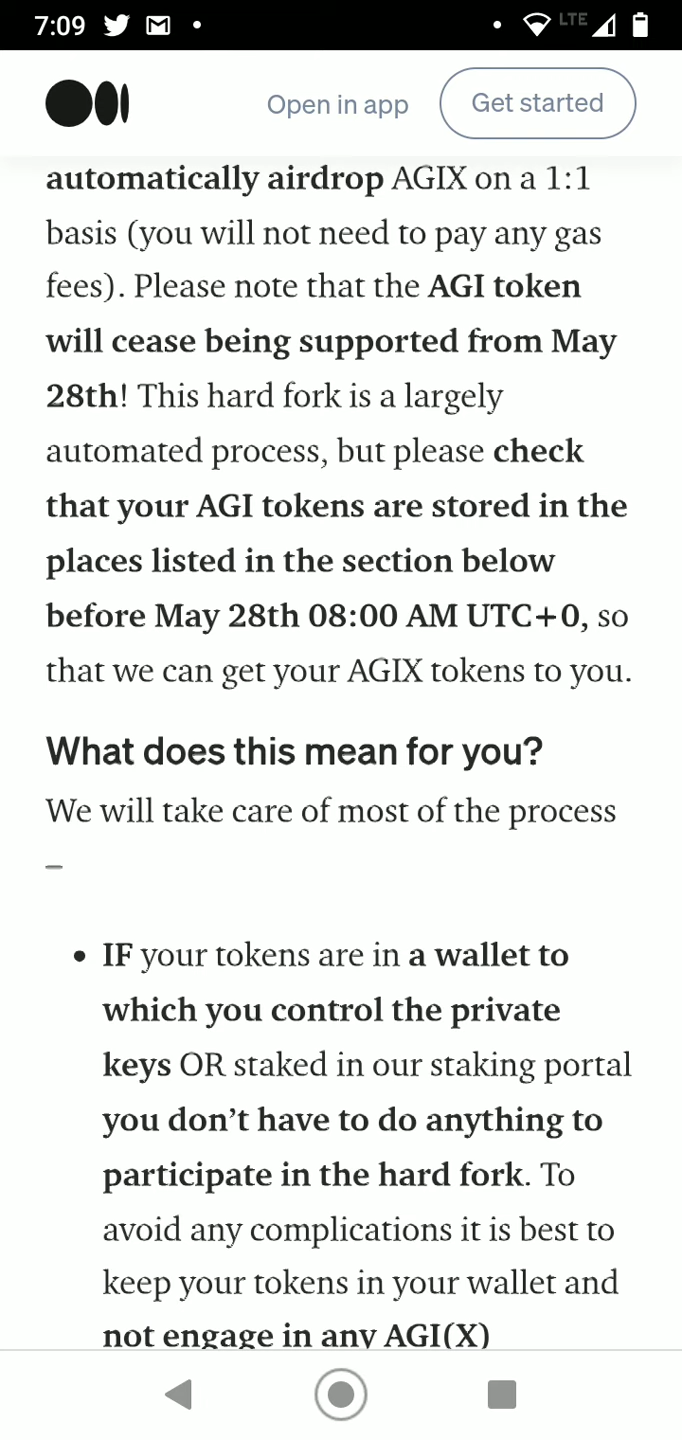 7:09
LTE
Open in app
Get started
automatically airdrop AGIX on a 1:1
basis (you will not need to pay any gas
fees). Please note that the AGI token
will cease being supported from May
28th! This hard fork is a largely
automated process, but please check
that your AGI tokens are stored in the
places listed in the section below
before May 28th 08:00 AM UTC+0, so
that we can get your AGIX tokens to you.
What does this mean for you?
We will take care of most of the process
–
• IF your tokens are in a wallet to
which you control the private
keys OR staked in our staking portal
you don’t have to do anything to
participate in the hard fork. To
avoid any complications it is best to
keep your tokens in your wallet and
not engage in any AGI(X)